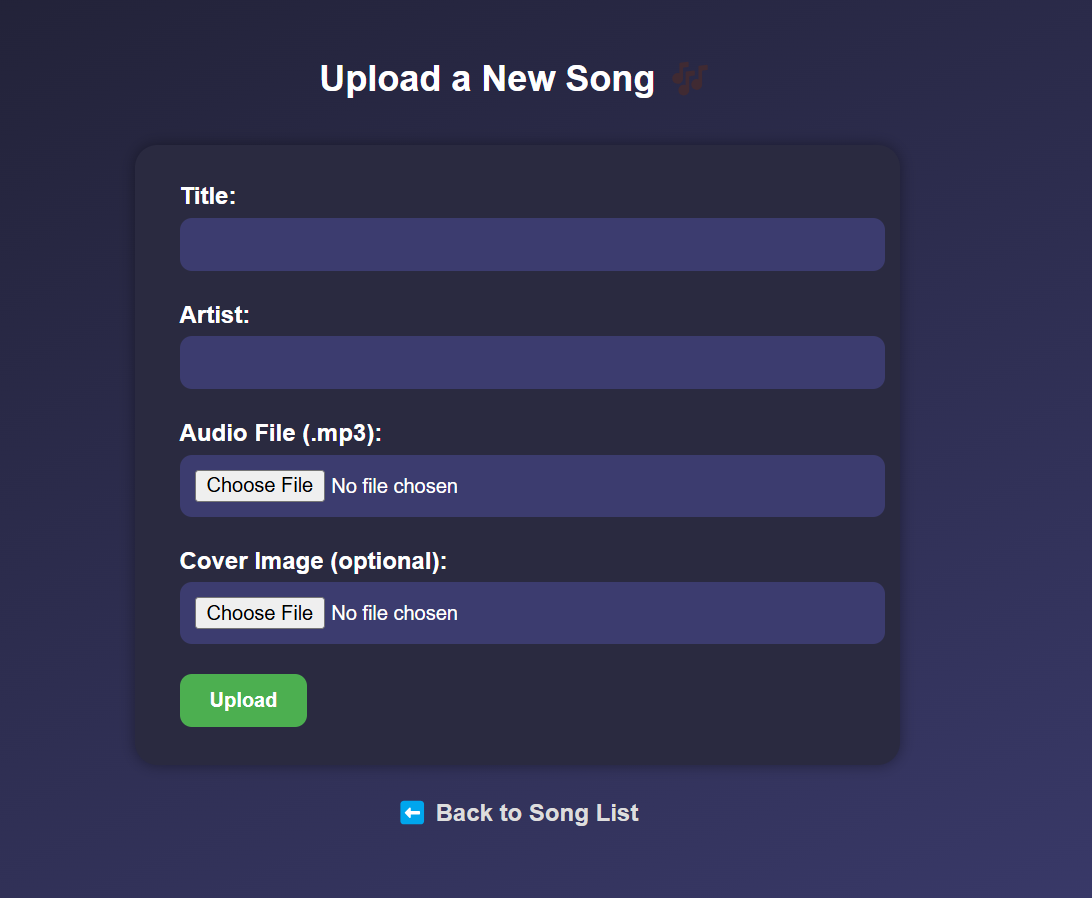 Upload a New Song 🎶
Title:
Artist:
Audio File (.mp3):
Choose File No file chosen
Cover Image (optional):
Choose File No file chosen
Upload
⬅️ Back to Song List